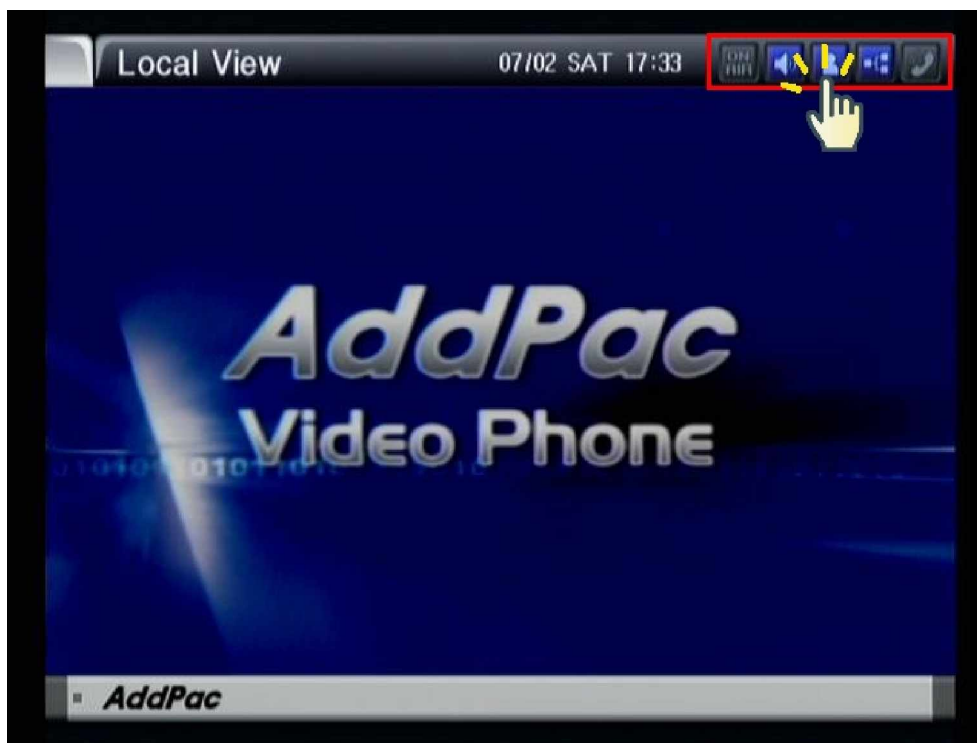 Local View
07/02 SAT 17:33
ON
AIR
AddPac
Video Phone
AddPac